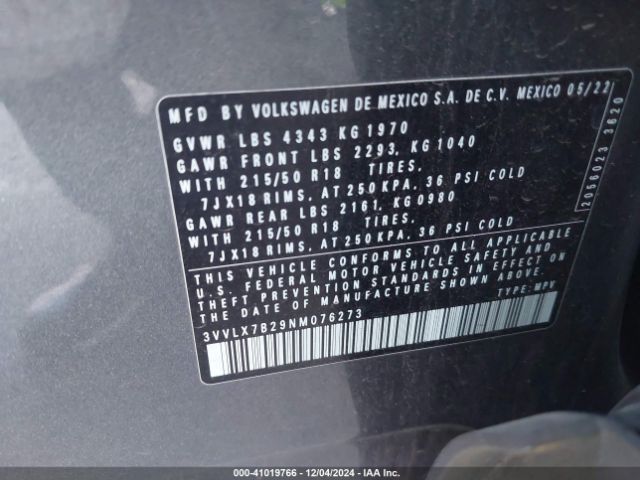 MFD BY VOLKSWAGEN DE MEXICO S.A. DE C.V. MEXICO 05/22
GVWR LBS 4343 KG 1970
GAWR FRONT LBS 2293, KG 1040
WITH 215/50 R18 TIRES,
7JX18 RIMS, AT 250 KPA, 36 PSI COLD
GAWR REAR LBS 2161, KG0980
WITH 215/50 R18 TIRES,
7JX18 RIMS, AT 250 KPA, 36 PSI COLD
THIS VEHICLE CONFORMS TO ALL APPLICABLE
U.S. FEDERAL MOTOR VEHICLE SAFETY AND
THEFT PREVENTION STANDARDS IN EFFECT ON
THE DATE OF MANUFACTURE SHOWN ABOVE.
3VVLX7B29NM076273
TYPE: MPV
2056023 3620
000-41019766 - 12/04/2024 - IAA Inc.